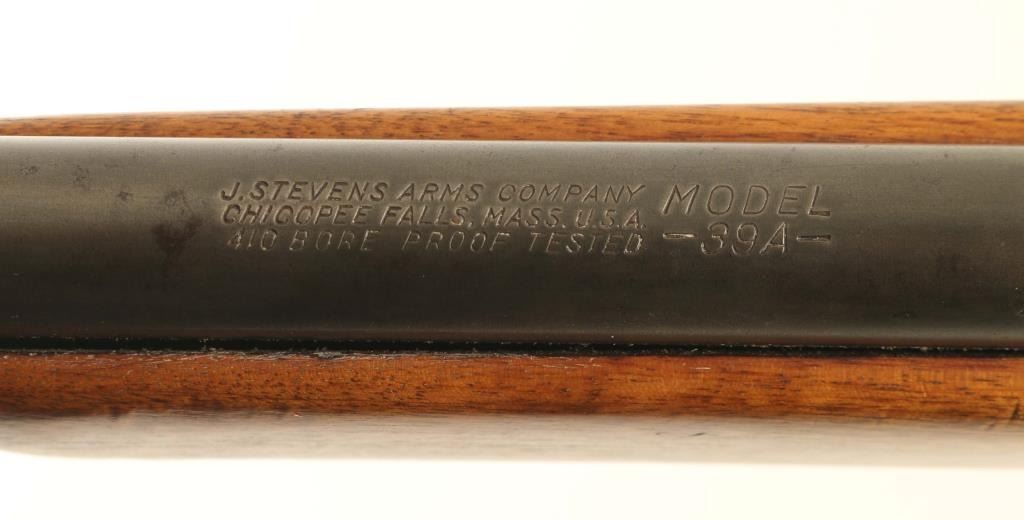 J. STEVENS ARMS COMPANY
CHICOPEE FALLS, MASS. U.S.A.
410 BORE PROOF TESTED
MODEL
-39A-